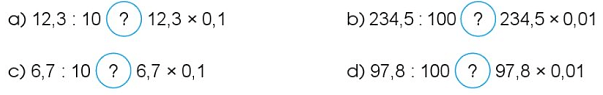 a) 12,3 : 10 ? 12,3 × 0,1
b) 234,5 : 100 ? 234,5 × 0,01
c) 6,7 : 10 ? 6,7 × 0,1
d) 97,8 : 100 ? 97,8 × 0,01